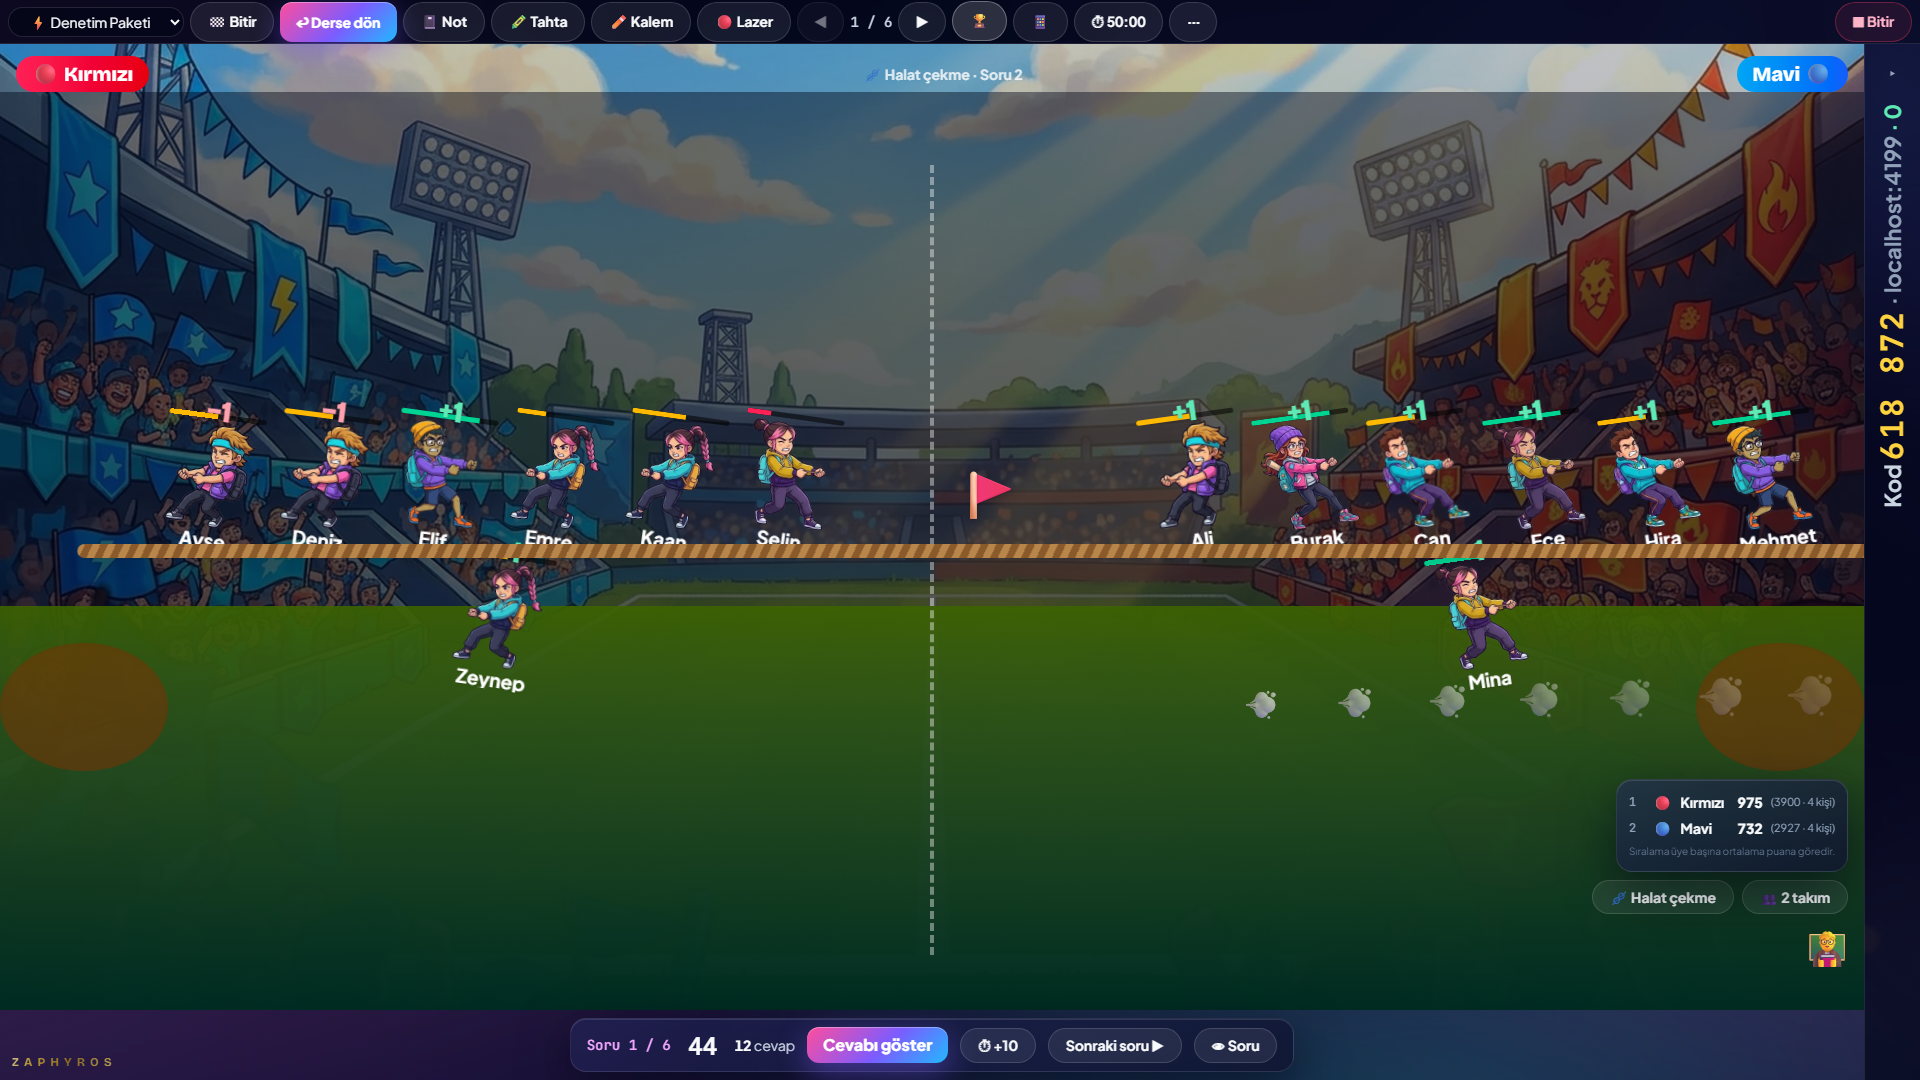 Denetim Paketi
Bitir
Derse dön
Not
Tahta
Kalem
Lazer
1 / 6
50:00
---
Bitir
Kırmızı
Halat çekme · Soru 2
Mavi
Kod 618 872 · localhost:4199 · 0
-1
-1
+1
+1
+1
+1
+1
+1
+1
Ayşe
Deniz
Elif
Emre
Kaan
Selin
Ali
Burak
Can
Ece
Hira
Mehmet
Zeynep
Mina
1 Kırmızı 975 (3900 · 4 kişi)
2 Mavi 732 (2927 · 4 kişi)
Sıralama üye başına ortalama puana göredir.
Halat çekme
2 takım
Soru 1 / 6
44
12 cevap
Cevabı göster
+10
Sonraki soru
Soru
ZAPHYROS